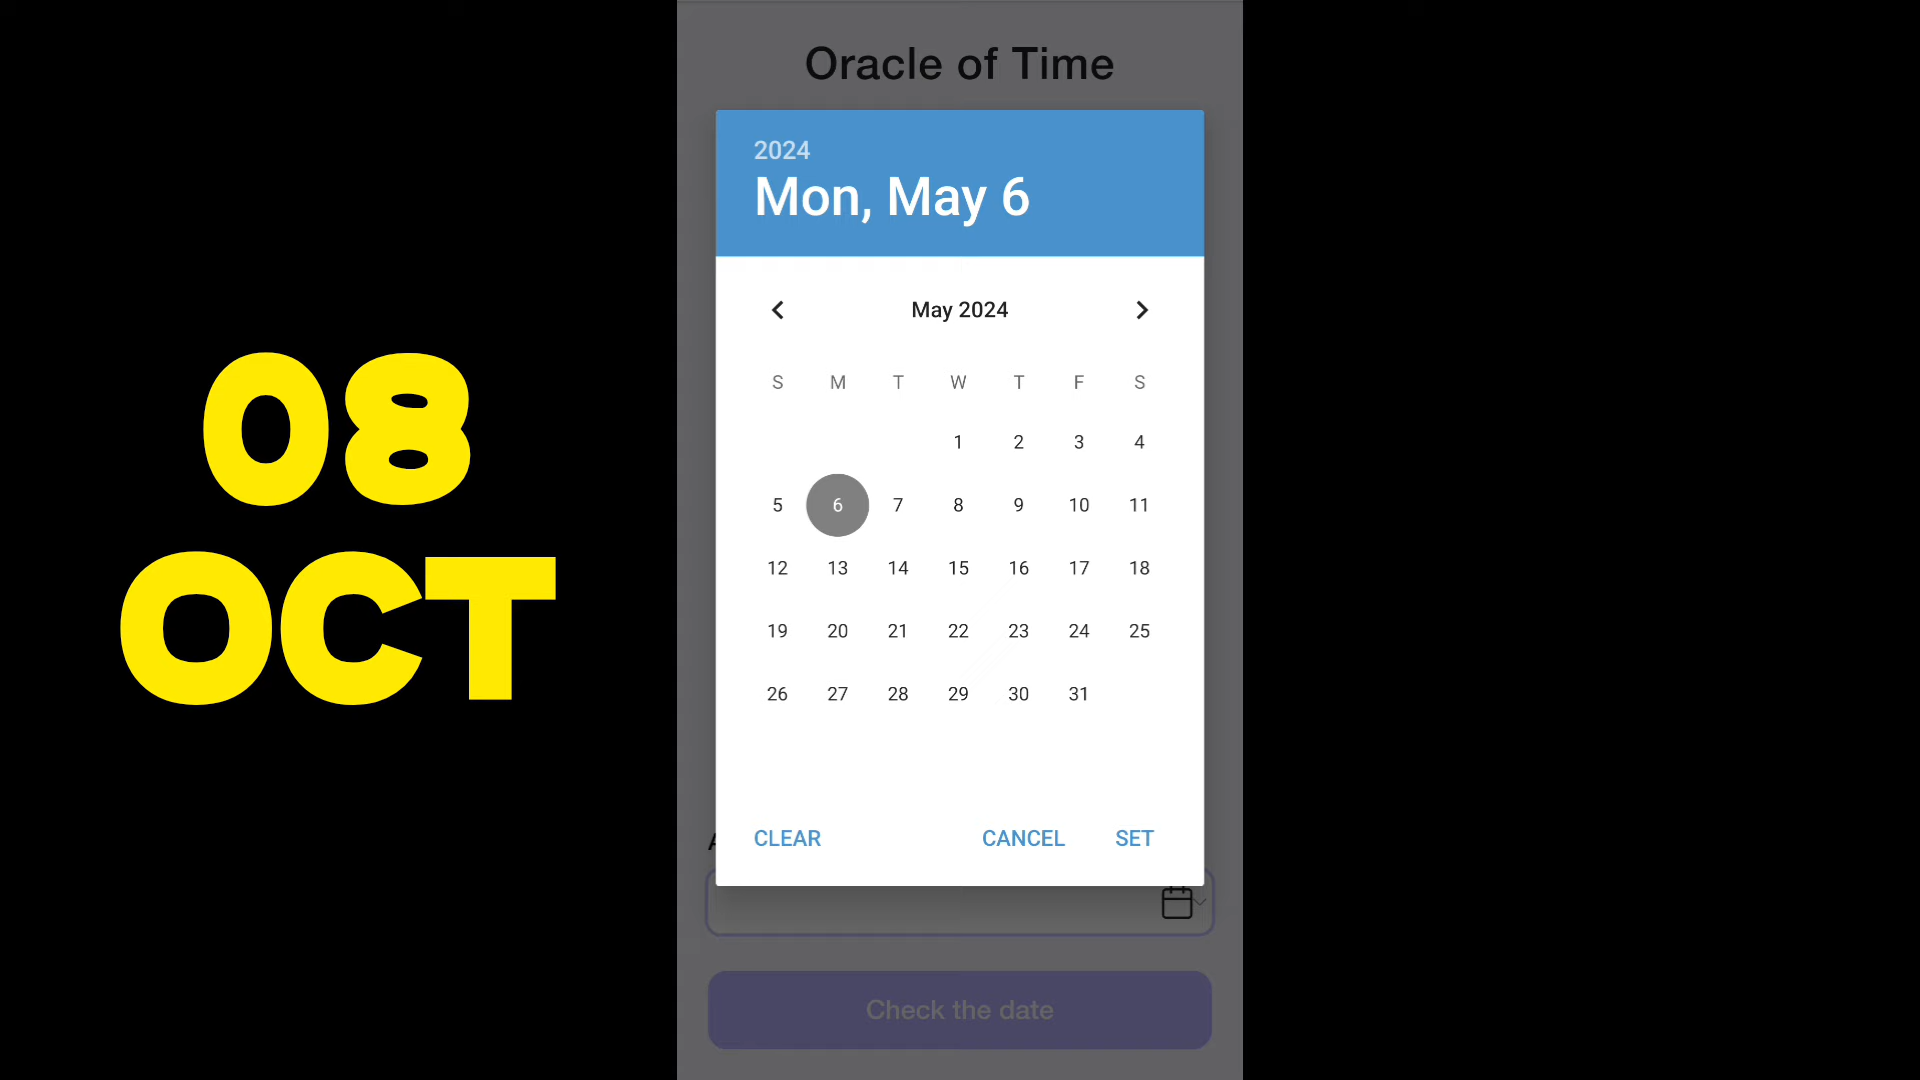 08
OCT
Oracle of Time
2024
Mon, May 6
May 2024
S M T W T F S
1 2 3 4
5 6 7 8 9 10 11
12 13 14 15 16 17 18
19 20 21 22 23 24 25
26 27 28 29 30 31
CLEAR CANCEL SET
Check the date